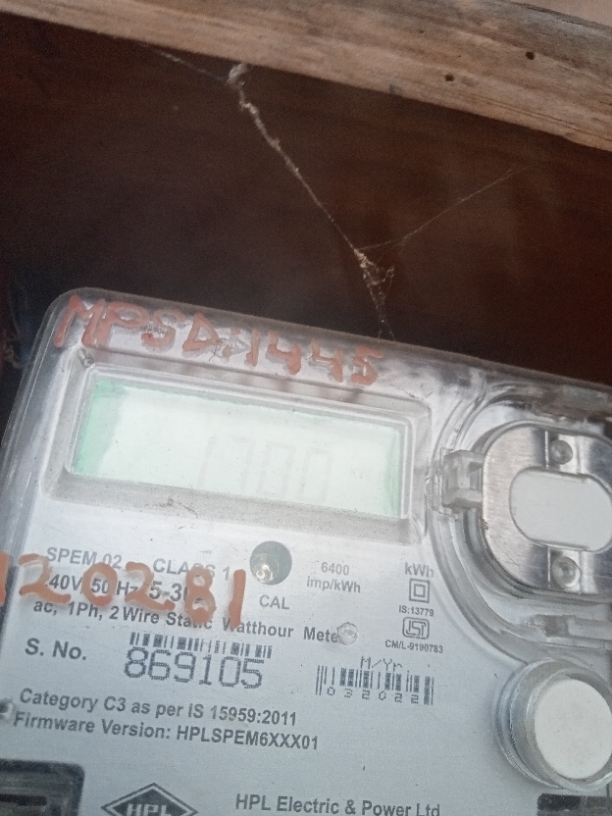 MPSD:1445
SPEM 02 CLASS 1
6400
imp/kWh
kWh
120281
CAL
IS:13779
ac, 1Ph, 2 Wire Static Watthour Meter
CM/L-9190783
S. No.
869105
M/Yr
032022
Category C3 as per IS 15959:2011
Firmware Version: HPLSPEM6XXX01
HPL
HPL Electric & Power Ltd